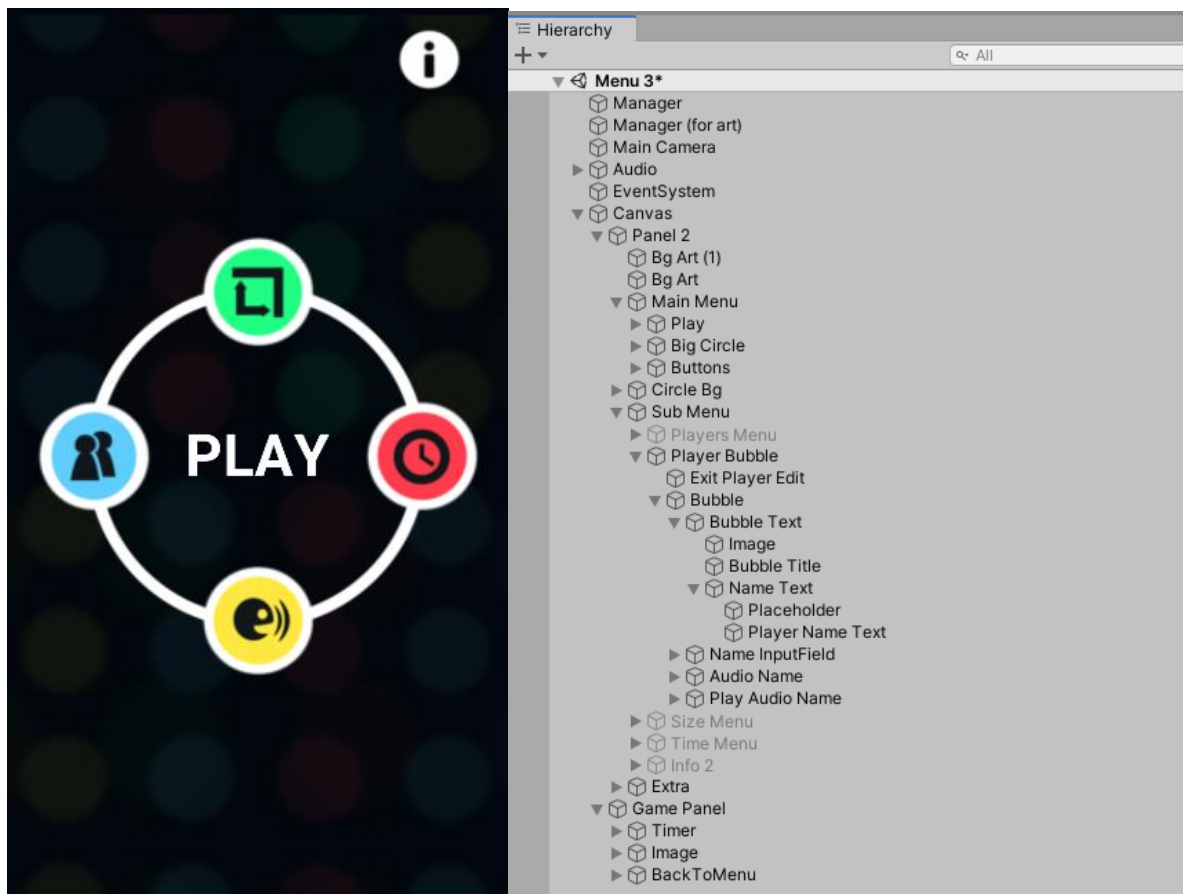 PLAY
Hierarchy
All
Menu 3*
Manager
Manager (for art)
Main Camera
Audio
EventSystem
Canvas
Panel 2
Bg Art (1)
Bg Art
Main Menu
Play
Big Circle
Buttons
Circle Bg
Sub Menu
Players Menu
Player Bubble
Exit Player Edit
Bubble
Bubble Text
Image
Bubble Title
Name Text
Placeholder
Player Name Text
Name InputField
Audio Name
Play Audio Name
Size Menu
Time Menu
Info 2
Extra
Game Panel
Timer
Image
BackToMenu